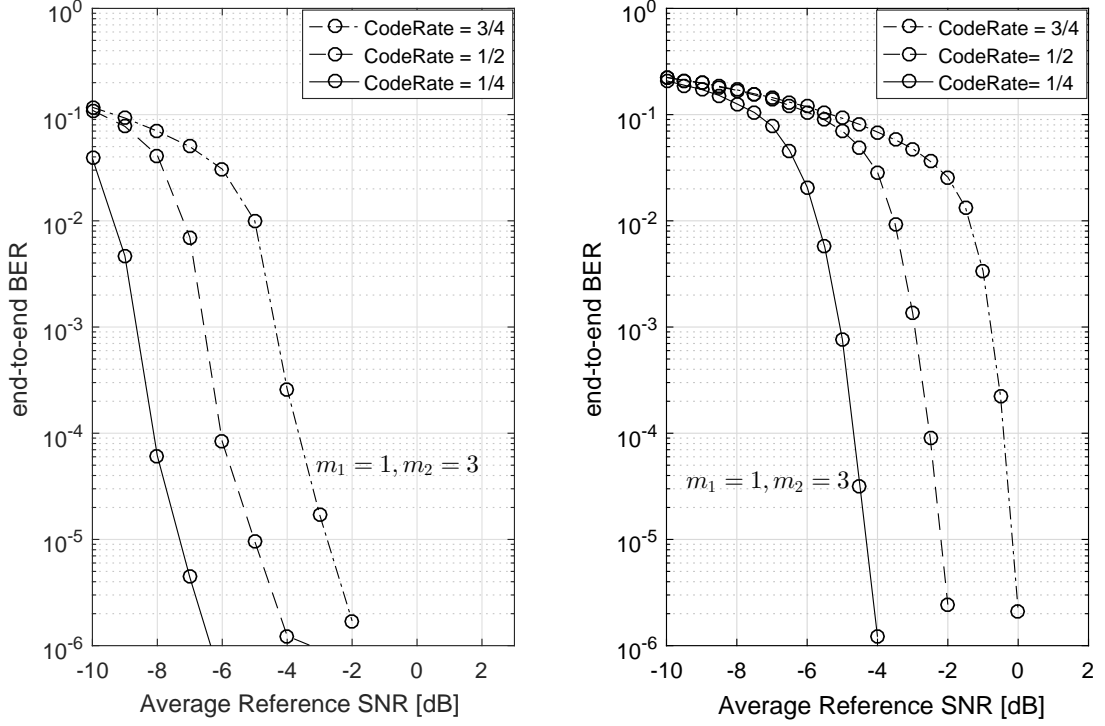 10^0
10^-1
10^-2
10^-3
10^-4
10^-5
10^-6
end-to-end BER
CodeRate = 3/4
CodeRate = 1/2
CodeRate = 1/4
m_1 = 1, m_2 = 3
-10 -8 -6 -4 -2 0 2
Average Reference SNR [dB]
10^0
10^-1
10^-2
10^-3
10^-4
10^-5
10^-6
end-to-end BER
CodeRate = 3/4
CodeRate= 1/2
CodeRate= 1/4
m_1 = 1, m_2 = 3
-10 -8 -6 -4 -2 0 2
Average Reference SNR [dB]